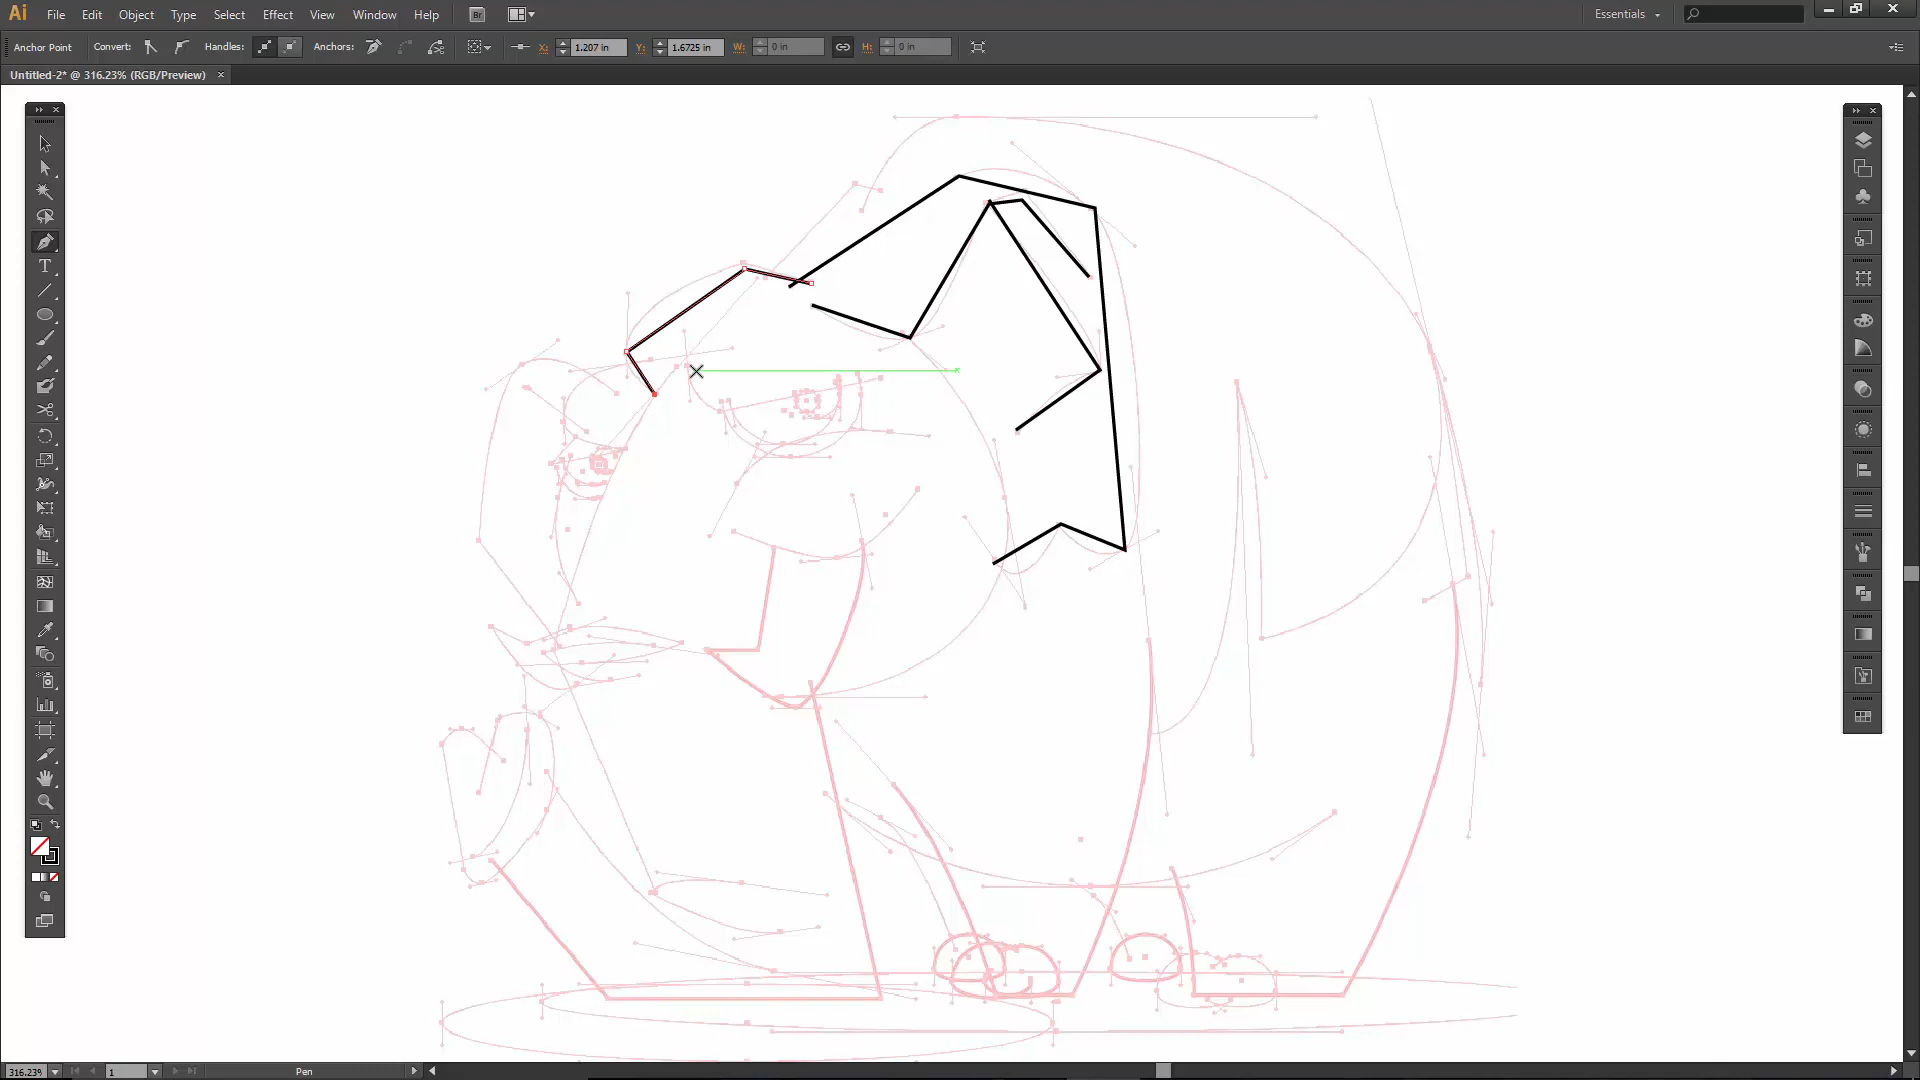 Ai File Edit Object Type Select Effect View Window Help Br Essentials
Anchor Point Convert: Handles: Anchors: X: 1.207 in Y: 1.6725 in W: 0 in H: 0 in
Untitled-2* @ 316.23% (RGB/Preview) ×
T
316.23% 1 Pen